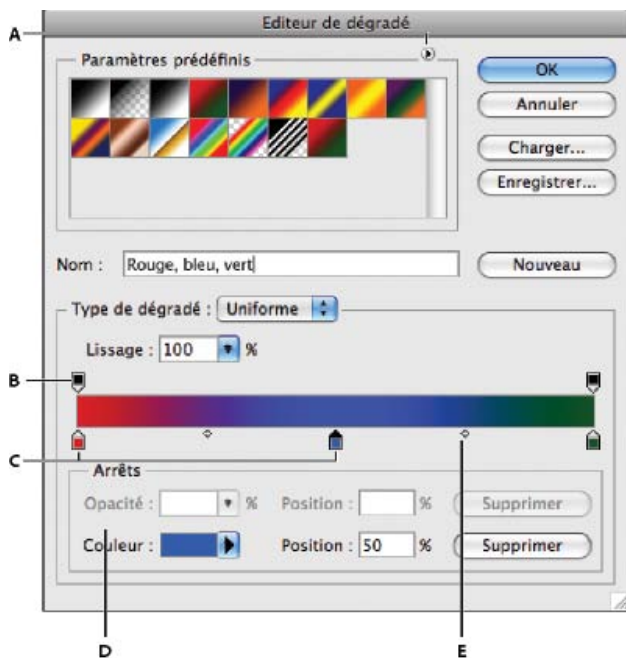 Editeur de dégradé
A
Paramètres prédéfinis
OK
Annuler
Charger...
Enregistrer...
Nom : Rouge, bleu, vert
Nouveau
Type de dégradé : Uniforme
Lissage : 100 %
B
C
Arrêts
Opacité : % Position : % Supprimer
Couleur : Position : 50 % Supprimer
D E